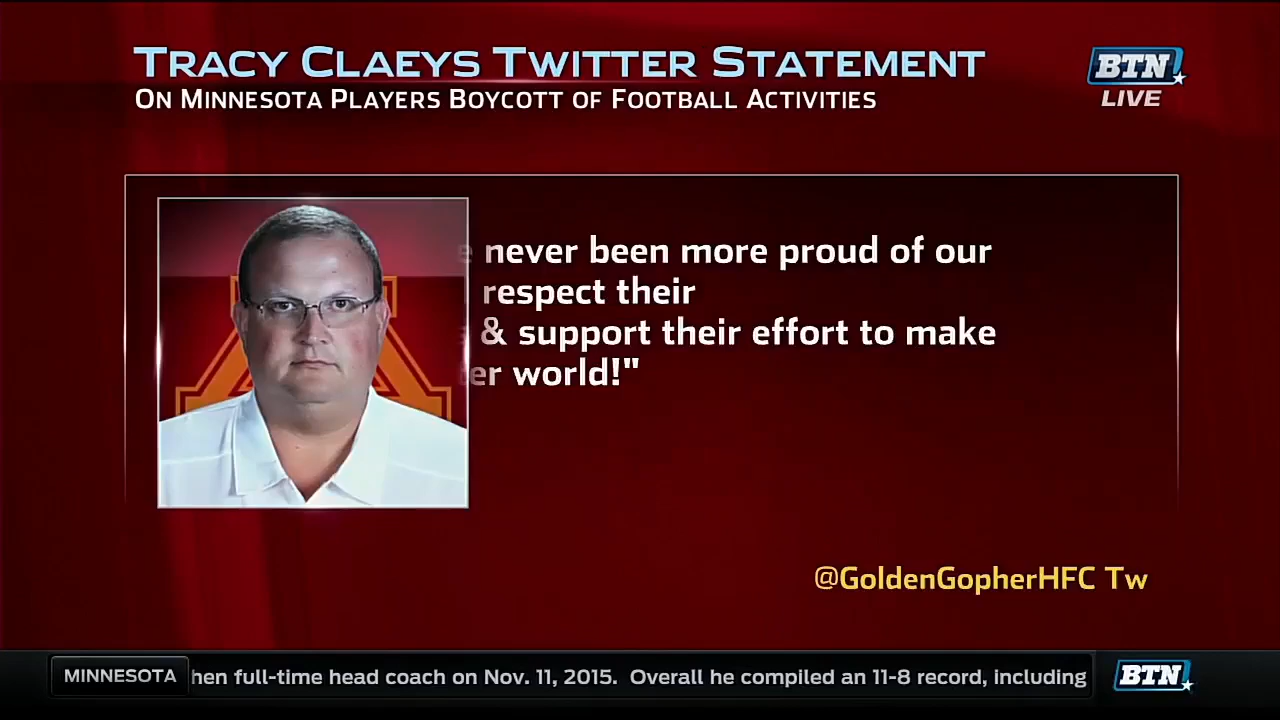 TRACY CLAEYS TWITTER STATEMENT
ON MINNESOTA PLAYERS BOYCOTT OF FOOTBALL ACTIVITIES
BTN
LIVE
never been more proud of our
respect their
& support their effort to make
er world!"
@GoldenGopherHFC Tw
MINNESOTA
hen full-time head coach on Nov. 11, 2015. Overall he compiled an 11-8 record, including
BTN